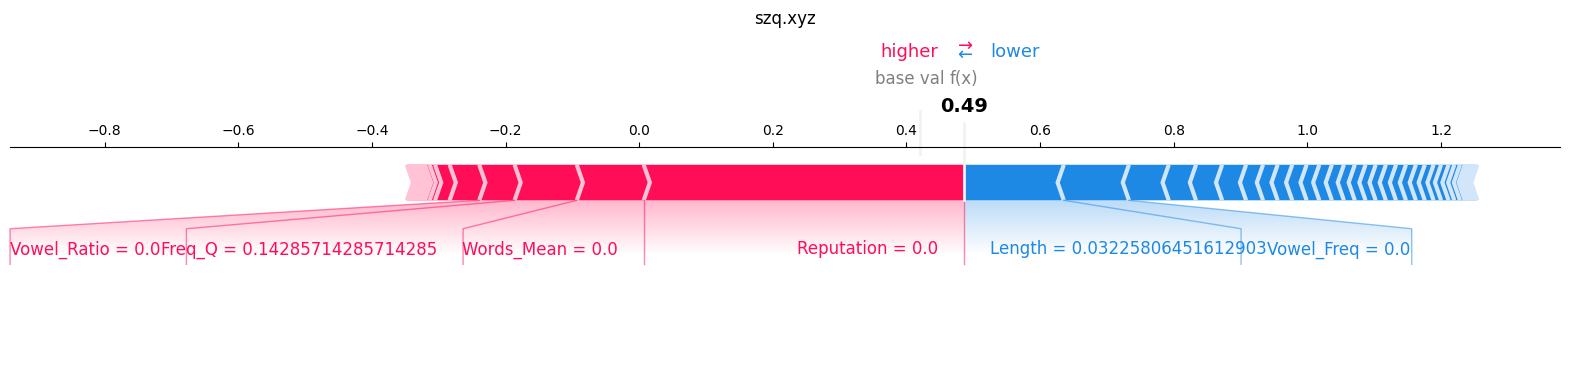 szq.xyz
higher ⇄ lower
base val f(x)
0.49
−0.8 −0.6 −0.4 −0.2 0.0 0.2 0.4 0.6 0.8 1.0 1.2
Vowel_Ratio = 0.0 Freq_Q = 0.14285714285714285 Words_Mean = 0.0 Reputation = 0.0 Length = 0.03225806451612903 Vowel_Freq = 0.0